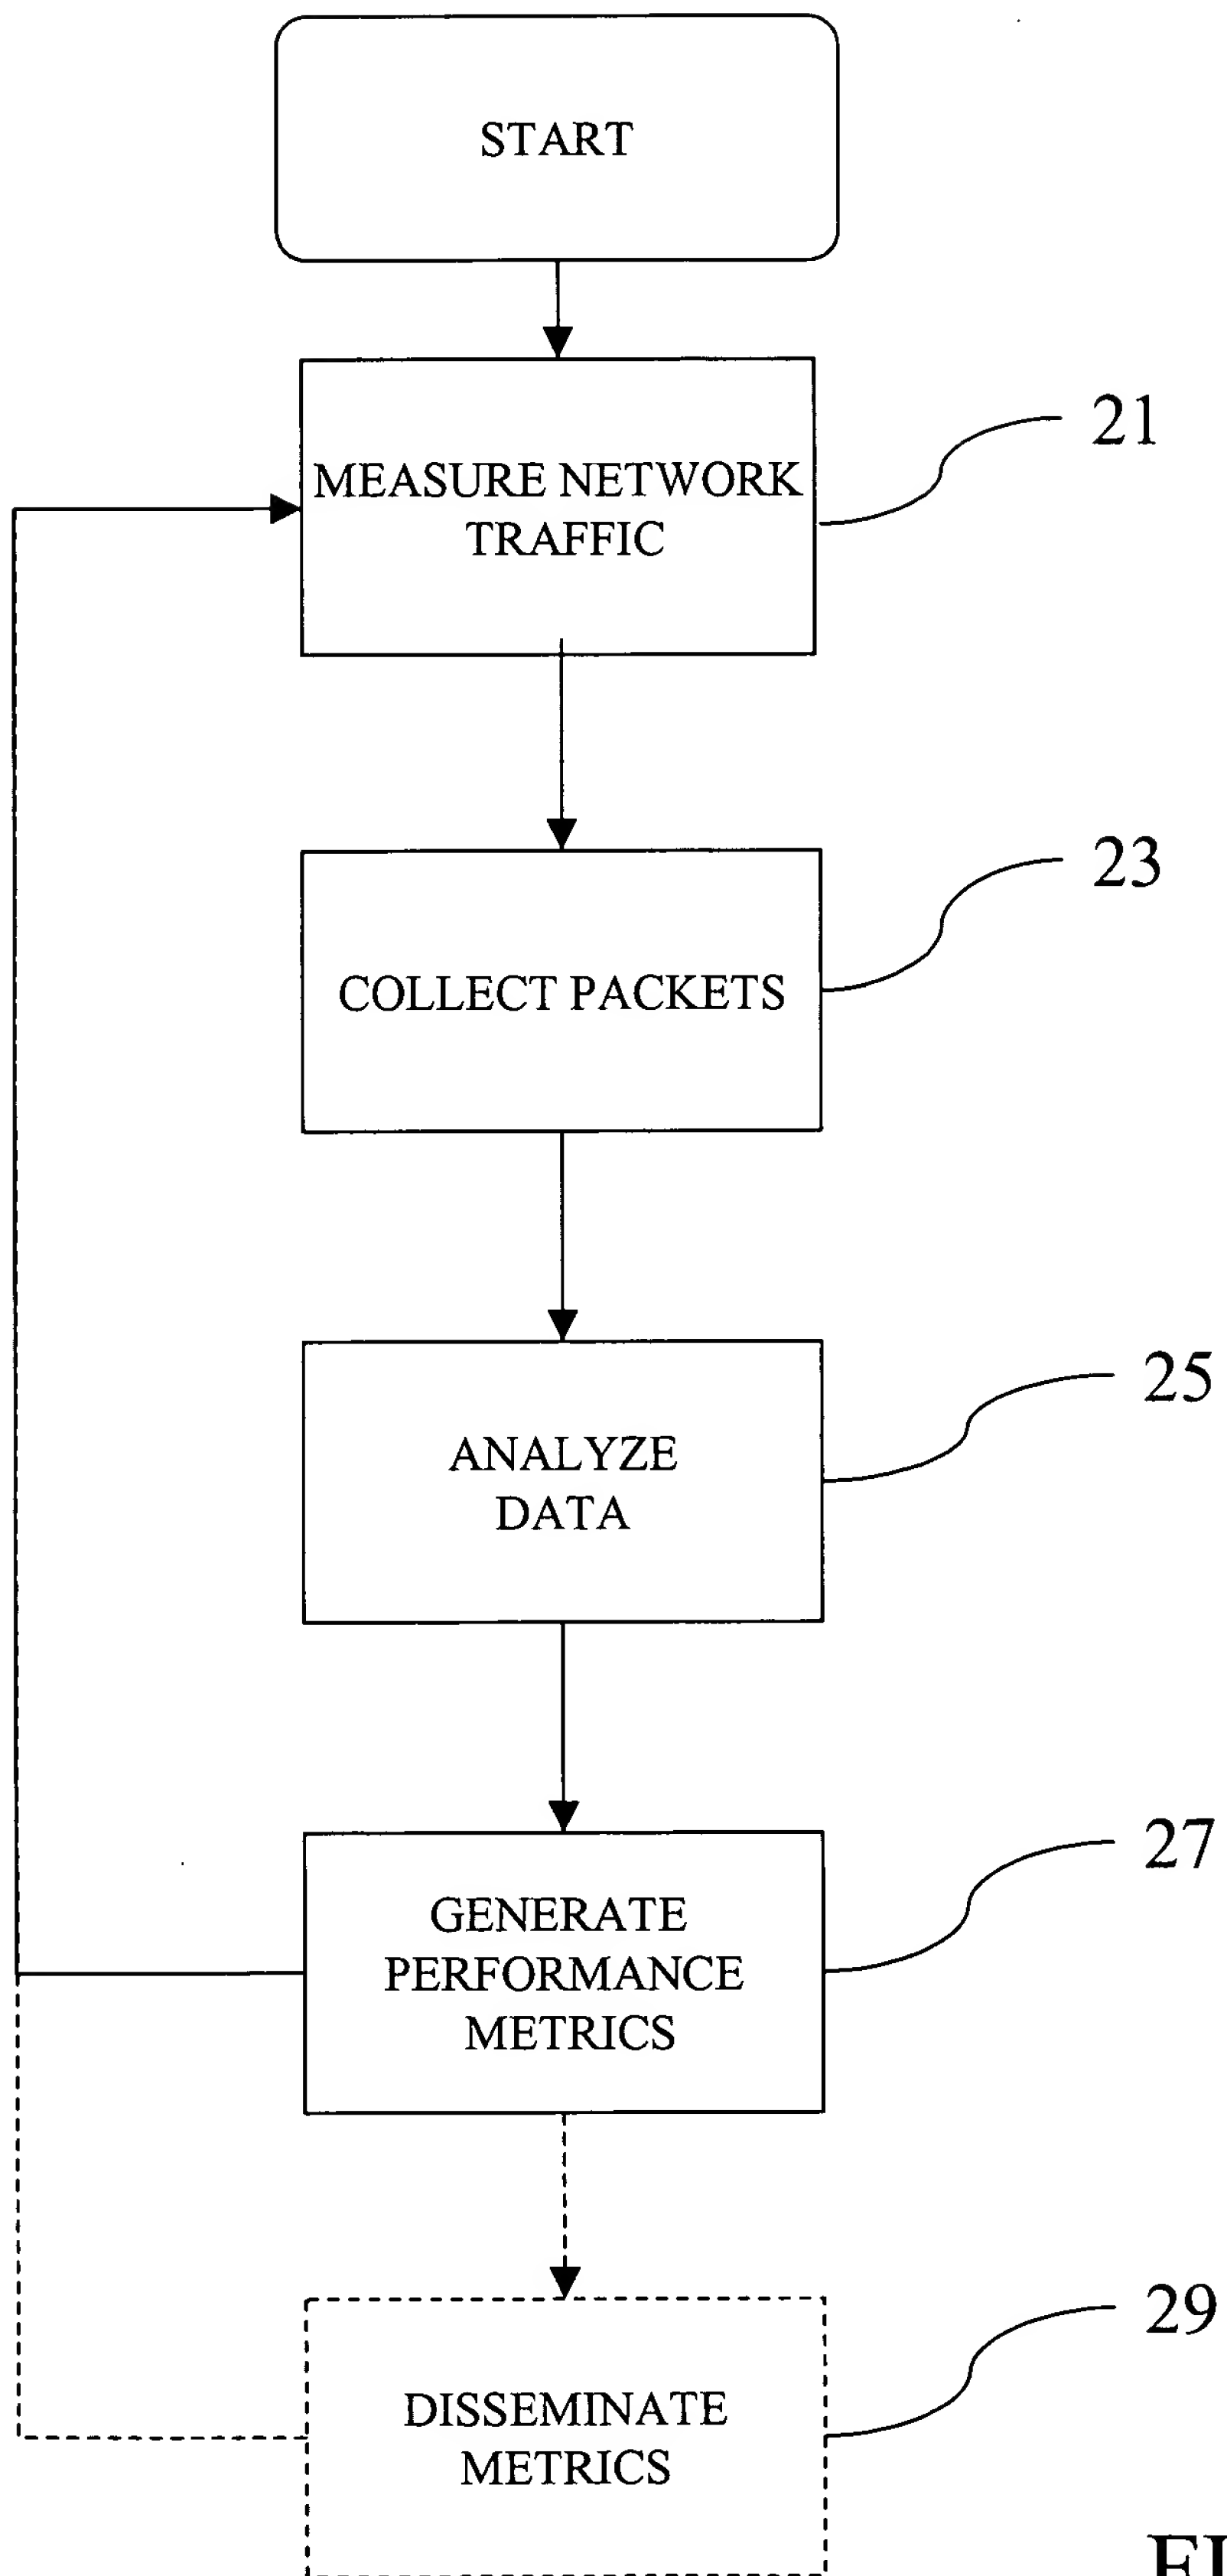 START
MEASURE NETWORK
TRAFFIC
21
COLLECT PACKETS
23
ANALYZE
DATA
25
GENERATE
PERFORMANCE
METRICS
27
DISSEMINATE
METRICS
29